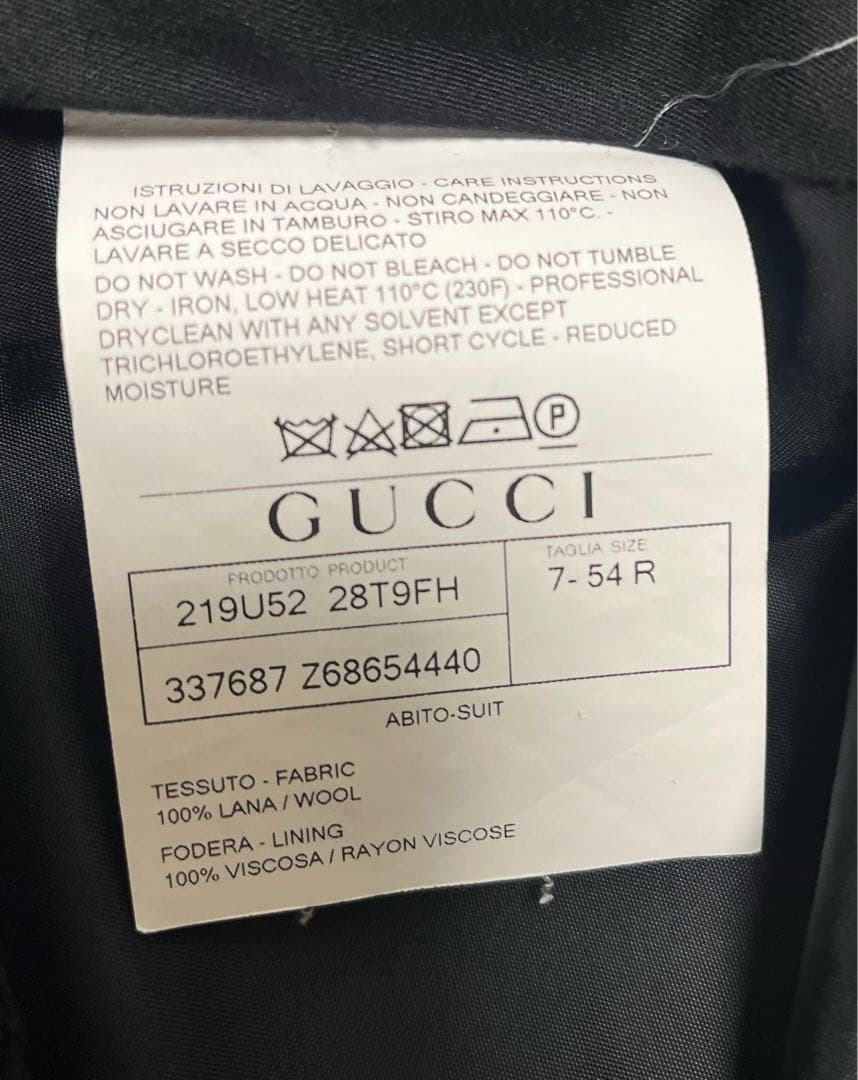 ISTRUZIONI DI LAVAGGIO - CARE INSTRUCTIONS
NON LAVARE IN ACQUA - NON CANDEGGIARE - NON
ASCIUGARE IN TAMBURO - STIRO MAX 110°C. -
LAVARE A SECCO DELICATO
DO NOT WASH - DO NOT BLEACH - DO NOT TUMBLE
DRY - IRON, LOW HEAT 110°C (230F) - PROFESSIONAL
DRYCLEAN WITH ANY SOLVENT EXCEPT
TRICHLOROETHYLENE, SHORT CYCLE - REDUCED
MOISTURE
P
GUCCI
PRODOTTO PRODUCT
219U52 28T9FH
TAGLIA SIZE
7- 54 R
337687 Z68654440
ABITO-SUIT
TESSUTO - FABRIC
100% LANA / WOOL
FODERA - LINING
100% VISCOSA / RAYON VISCOSE